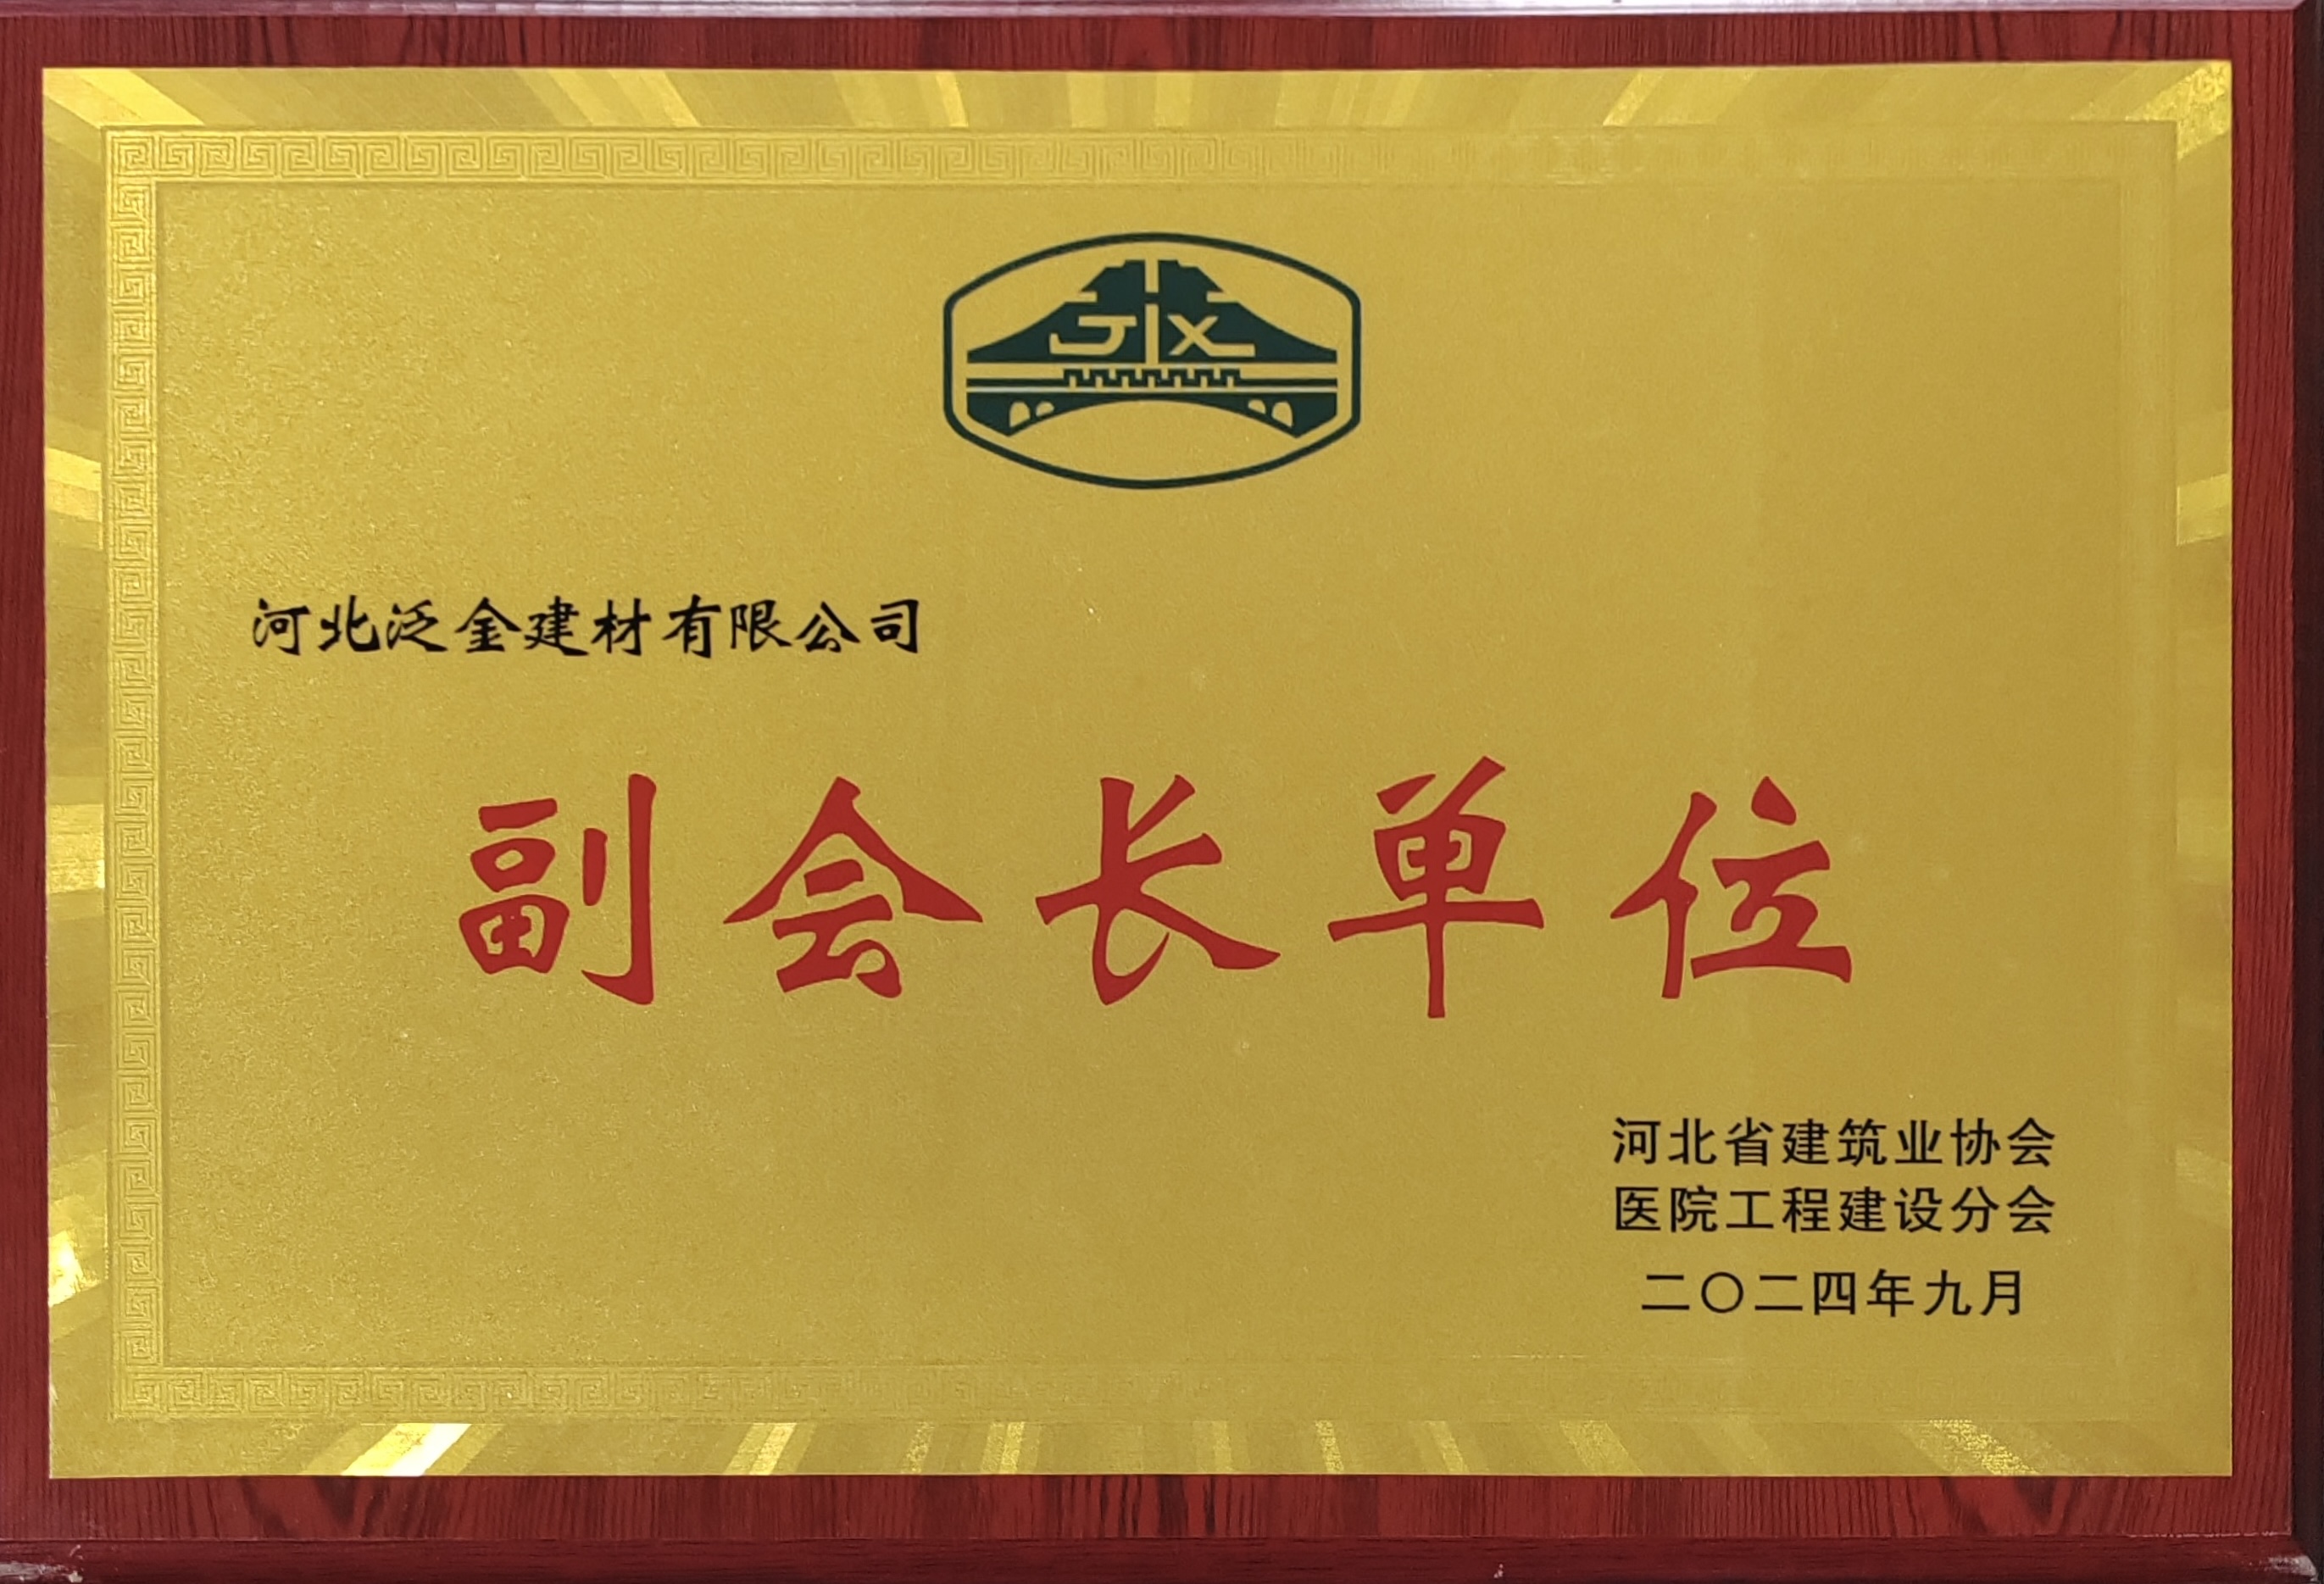 JX
河北泛金建材有限公司
副会长单位
河北省建筑业协会
医院工程建设分会
二〇二四年九月